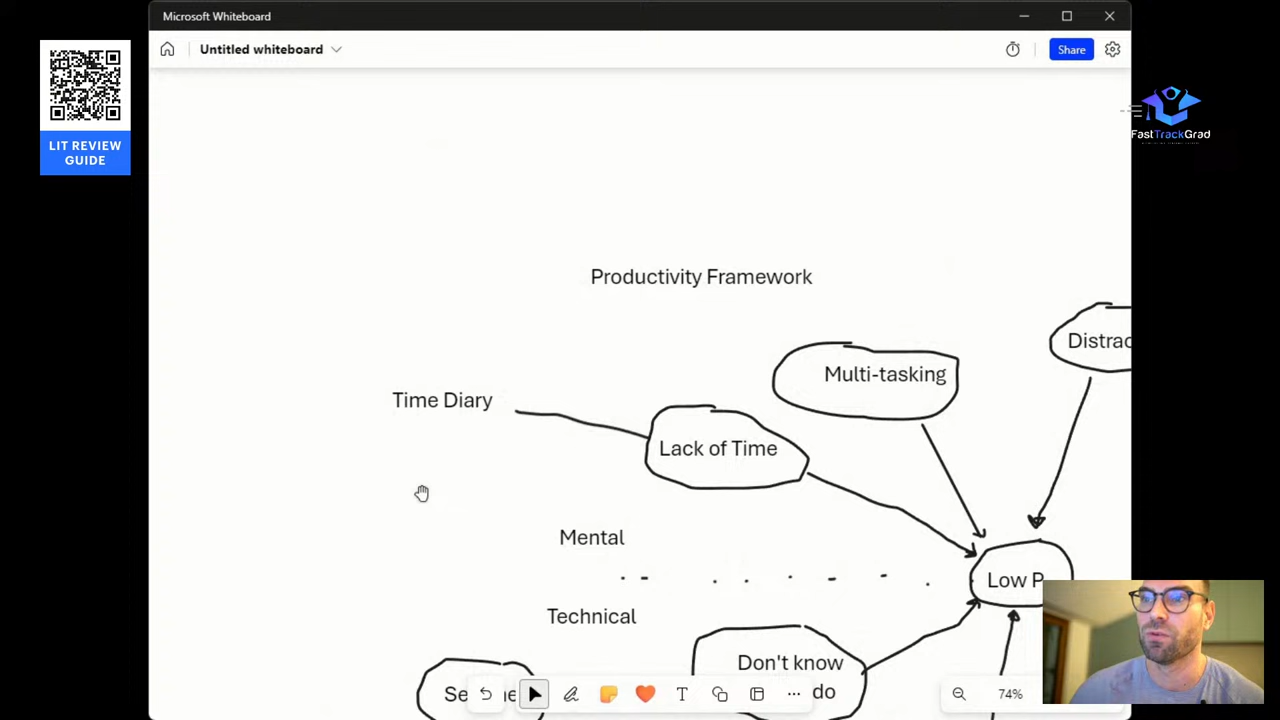 Microsoft Whiteboard
Untitled whiteboard
Share
LIT REVIEW
GUIDE
FastTrackGrad
Productivity Framework
Distrac
Multi-tasking
Time Diary
Lack of Time
Mental
Low P
Technical
Don't know
do
74%